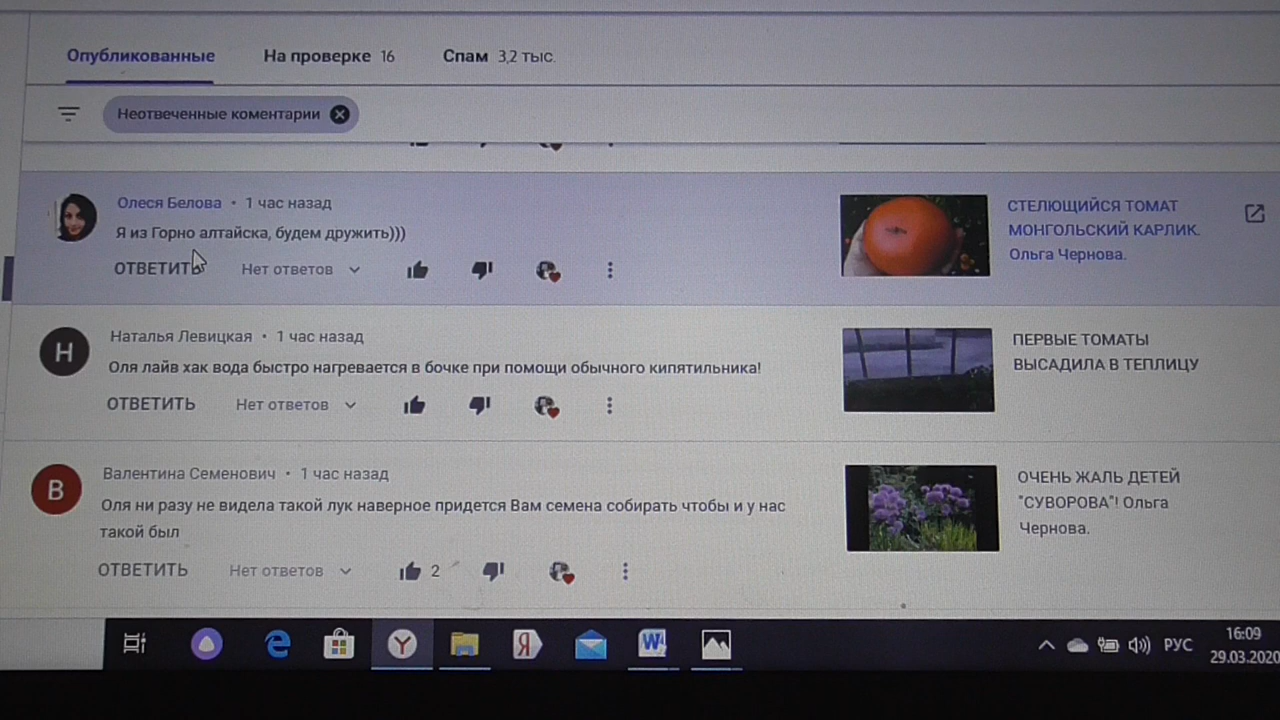 Опубликованные На проверке 16 Спам 3,2 тыс.
Неотвеченные коментарии
Олеся Белова • 1 час назад
Я из Горно алтайска, будем дружить)))
ОТВЕТИТЬ Нет ответов
СТЕЛЮЩИЙСЯ ТОМАТ
МОНГОЛЬСКИЙ КАРЛИК.
Ольга Чернова.
Н
Наталья Левицкая • 1 час назад
Оля лайв хак вода быстро нагревается в бочке при помощи обычного кипятильника!
ОТВЕТИТЬ Нет ответов
ПЕРВЫЕ ТОМАТЫ
ВЫСАДИЛА В ТЕПЛИЦУ
В
Валентина Семенович • 1 час назад
Оля ни разу не видела такой лук наверное придется Вам семена собирать чтобы и у нас
такой был
ОТВЕТИТЬ Нет ответов 2
ОЧЕНЬ ЖАЛЬ ДЕТЕЙ
"СУВОРОВА"! Ольга
Чернова.
Y Я W РУС
16:09
29.03.2020